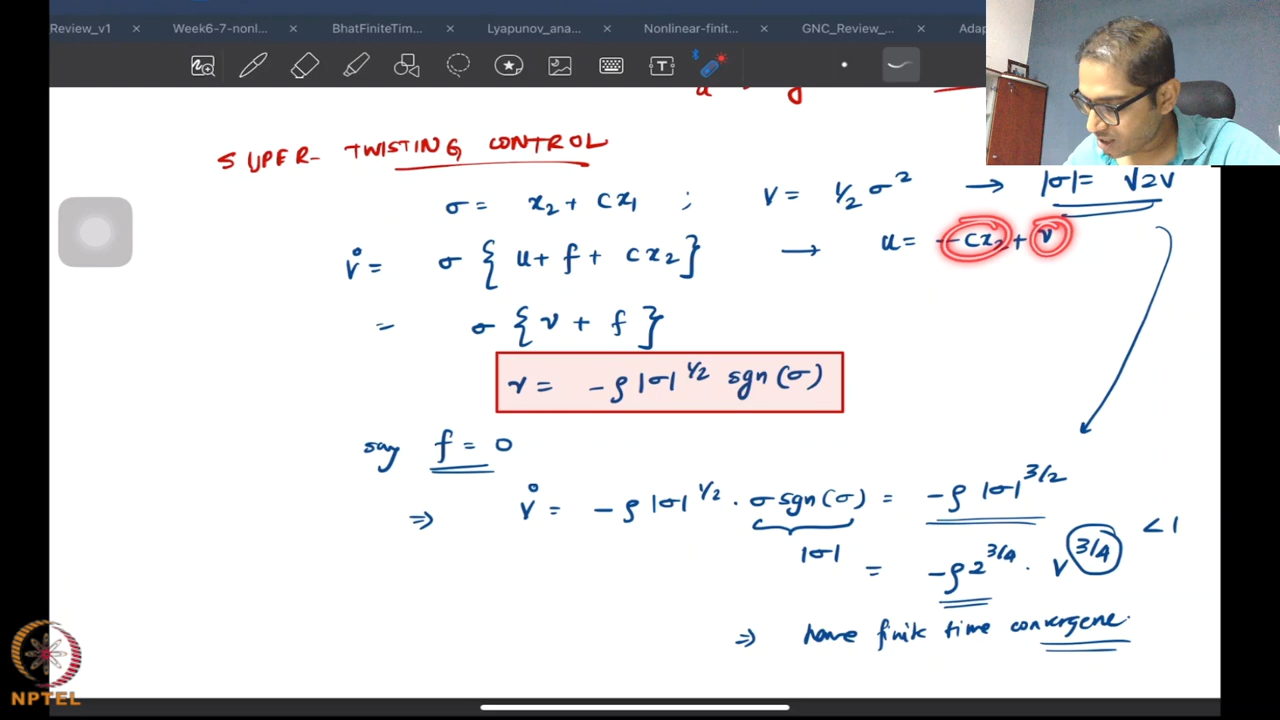 Review_v1 Week6-7-nonl... BhatFiniteTim... Lyapunov_ana... Nonlinear-finit... GNC_Review_... Adap
SUPER- TWISTING CONTROL
σ = x₂ + cx₁ ; V = 1/2 σ² → |σ| = √2V
V̇ = σ { u + f + cx₂ } → u = -cx₂ + ν
= σ { ν + f }
ν = -ρ |σ|^1/2 sgn(σ)
say f = 0
⇒ V̇ = -ρ |σ|^1/2 . σ sgn(σ) = -ρ |σ|^3/2
|σ|
= -ρ 2^3/4 . V^3/4 < 1
⇒ have finite time convergene.
NPTEL